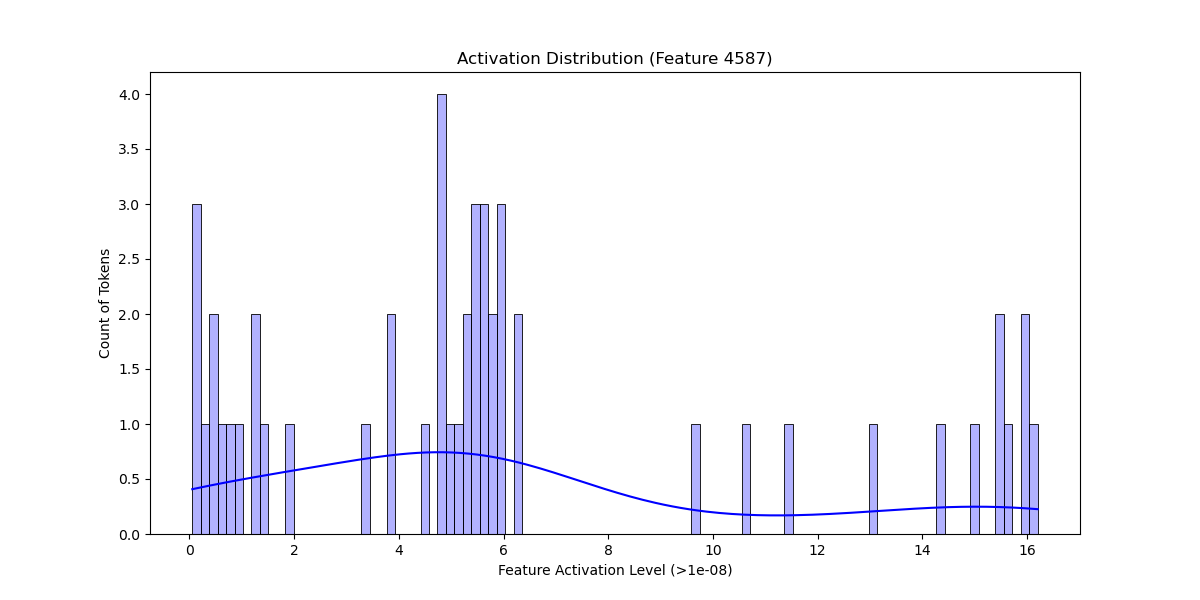 Activation Distribution (Feature 4587)
4.0
3.5
3.0
2.5
2.0
1.5
1.0
0.5
0.0
Count of Tokens
0 2 4 6 8 10 12 14 16
Feature Activation Level (>1e-08)